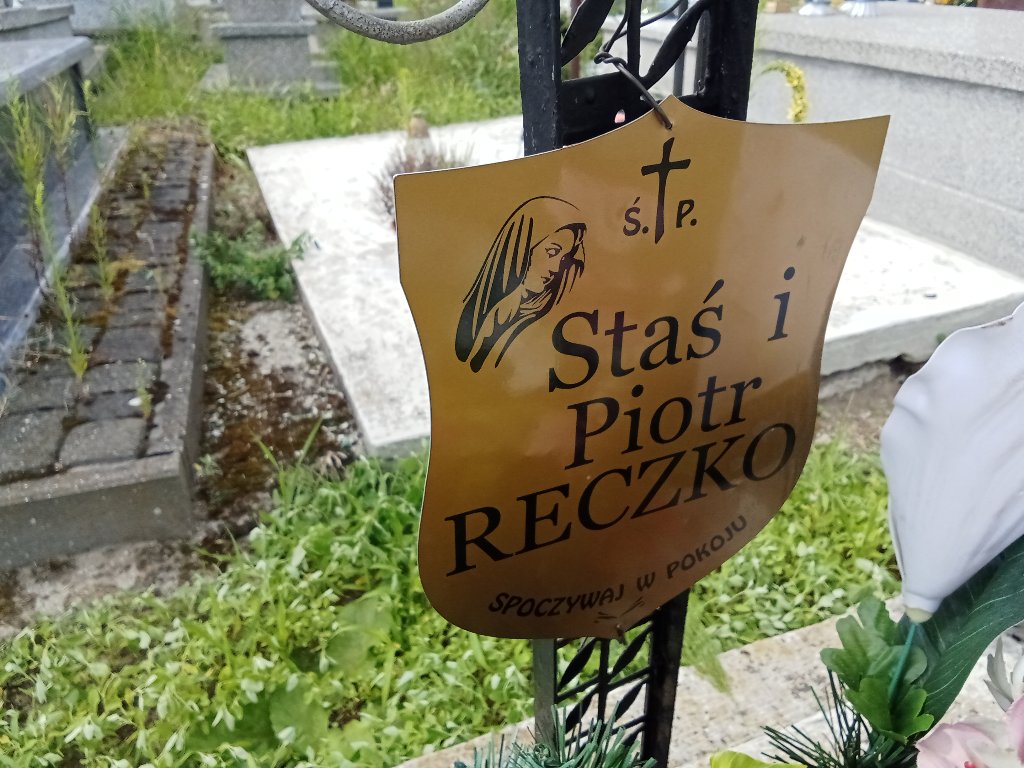 Ś. P.
Staś i
Piotr
RECZKO
SPOCZYWAJ W POKOJU